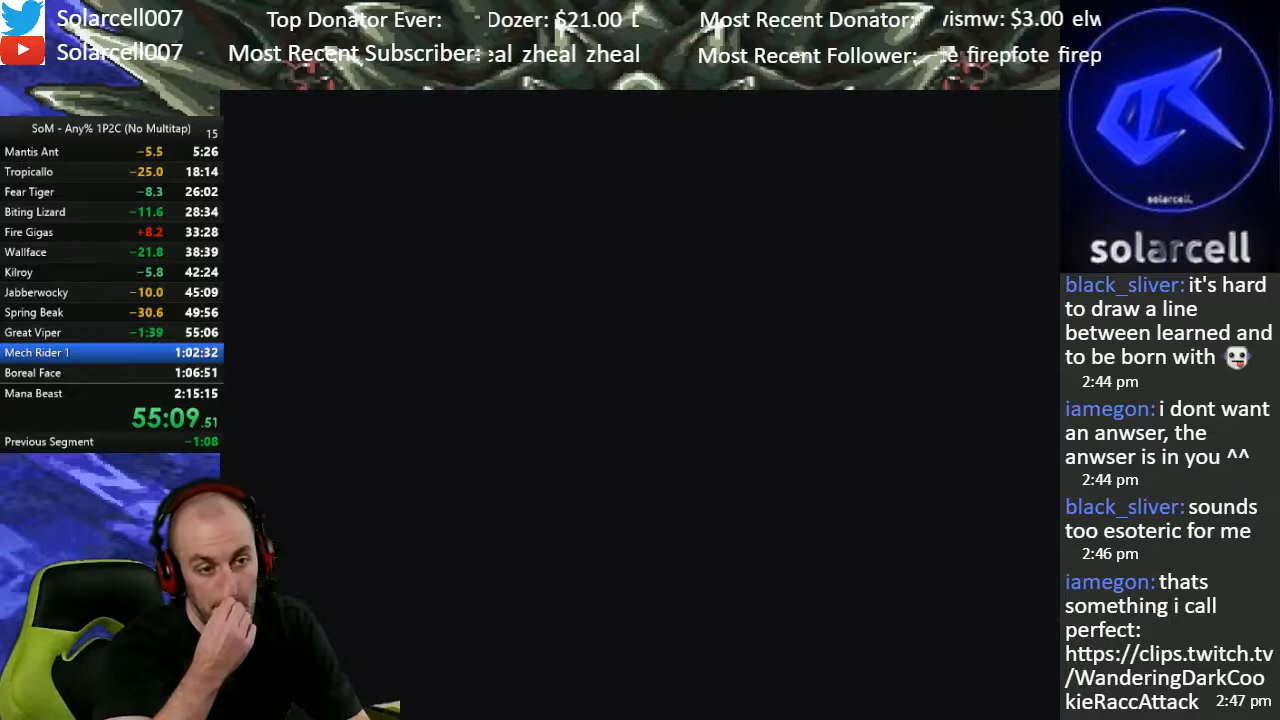 Solarcell007
Top Donator Ever:
Dozer: $21.00
Most Recent Donator:
vismw: $3.00 elw
Solarcell007
Most Recent Subscriber:
eal zheal zheal
Most Recent Follower:
e firepfote firep
SoM - Any% 1P2C (No Multitap)
15
Mantis Ant −5.5 5:26
Tropicallo −25.0 18:14
Fear Tiger −8.3 26:02
Biting Lizard −11.6 28:34
Fire Gigas +8.2 33:28
Wallface −21.8 38:39
Kilroy −5.8 42:24
Jabberwocky −10.0 45:09
Spring Beak −30.6 49:56
Great Viper −1:39 55:06
Mech Rider 1 1:02:32
Boreal Face 1:06:51
Mana Beast 2:15:15
55:09.51
Previous Segment −1:08
solarcell
solarcell
black_sliver: it's hard
to draw a line
between learned and
to be born with
2:44 pm
iamegon: i dont want
an anwser, the
anwser is in you ^^
2:44 pm
black_sliver: sounds
too esoteric for me
2:46 pm
iamegon: thats
something i call
perfect:
https://clips.twitch.tv
/WanderingDarkCoo
kieRaccAttack 2:47 pm